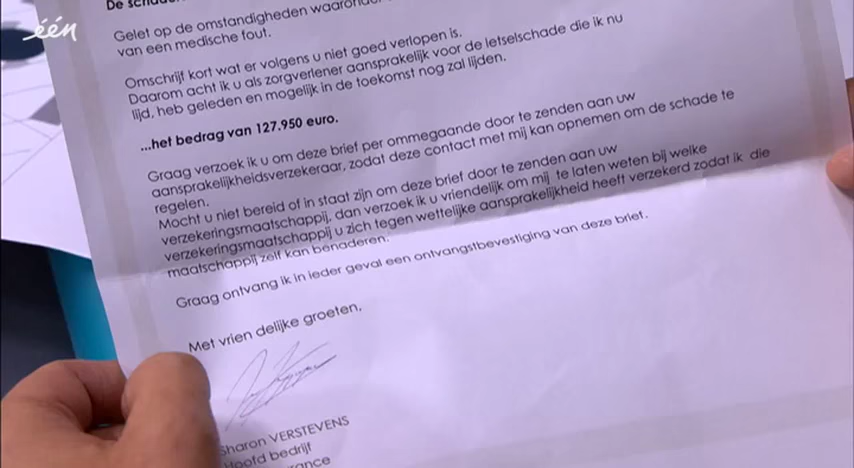 De
één
Gelet op de omstandigheden
van een medische fout.
Omschrijf kort wat er volgens u niet goed verlopen is.
Daarom acht ik u als zorgverlener aansprakelijk voor de letselschade die ik nu
lijd, heb geleden en mogelijk in de toekomst nog zal lijden.
...het bedrag van 127.950 euro.
Graag verzoek ik u om deze brief per ommegaande door te zenden aan uw
aansprakelijkheidsverzekeraar, zodat deze contact met mij kan opnemen om de schade te
regelen.
Mocht u niet bereid of in staat zijn om deze brief door te zenden aan uw
verzekeringsmaatschappij, dan verzoek ik u vriendelijk om mij te laten weten bij welke
verzekeringsmaatschappij u zich tegen wettelijke aansprakelijkheid heeft verzekerd zodat ik die
maatschappij zelf kan benaderen.
Graag ontvang ik in ieder geval een ontvangstbevestiging van deze brief.
Met vrien delijke groeten,
Sharon VERSTEVENS
Hoofd bedrijf